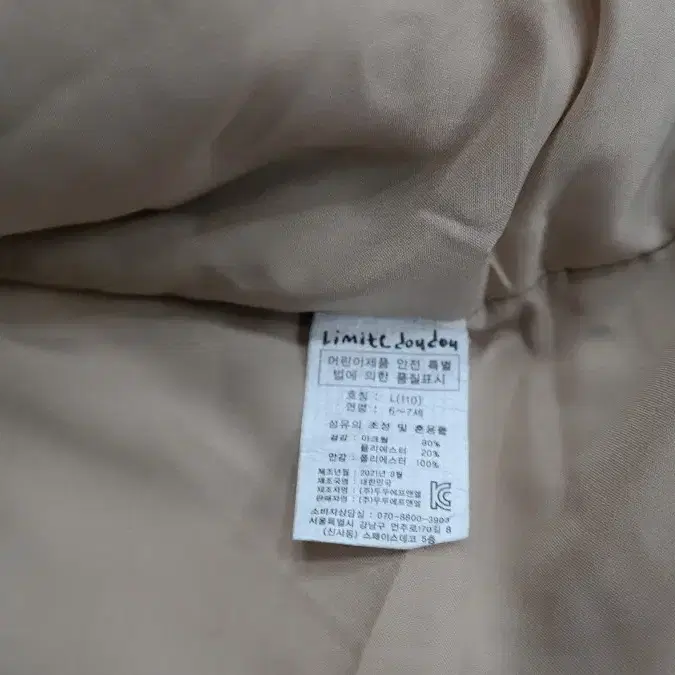 Limite doudou
어린이제품 안전 특별
법에 의한 품질표시
호칭 : L(110)
연령 : 6~7세
섬유의 조성 및 혼용률
겉감 : 아크릴 80%
폴리에스터 20%
안감 : 폴리에스터 100%
제조년월 : 2021년 9월
제조국명 : 대한민국
제조자명 : (주)두두에프앤엘
판매자명 : (주)두두에프앤엘
소비자상담실 : 070-8800-3903
서울특별시 강남구 언주로170길 8
(신사동) 스페이스데코 5층